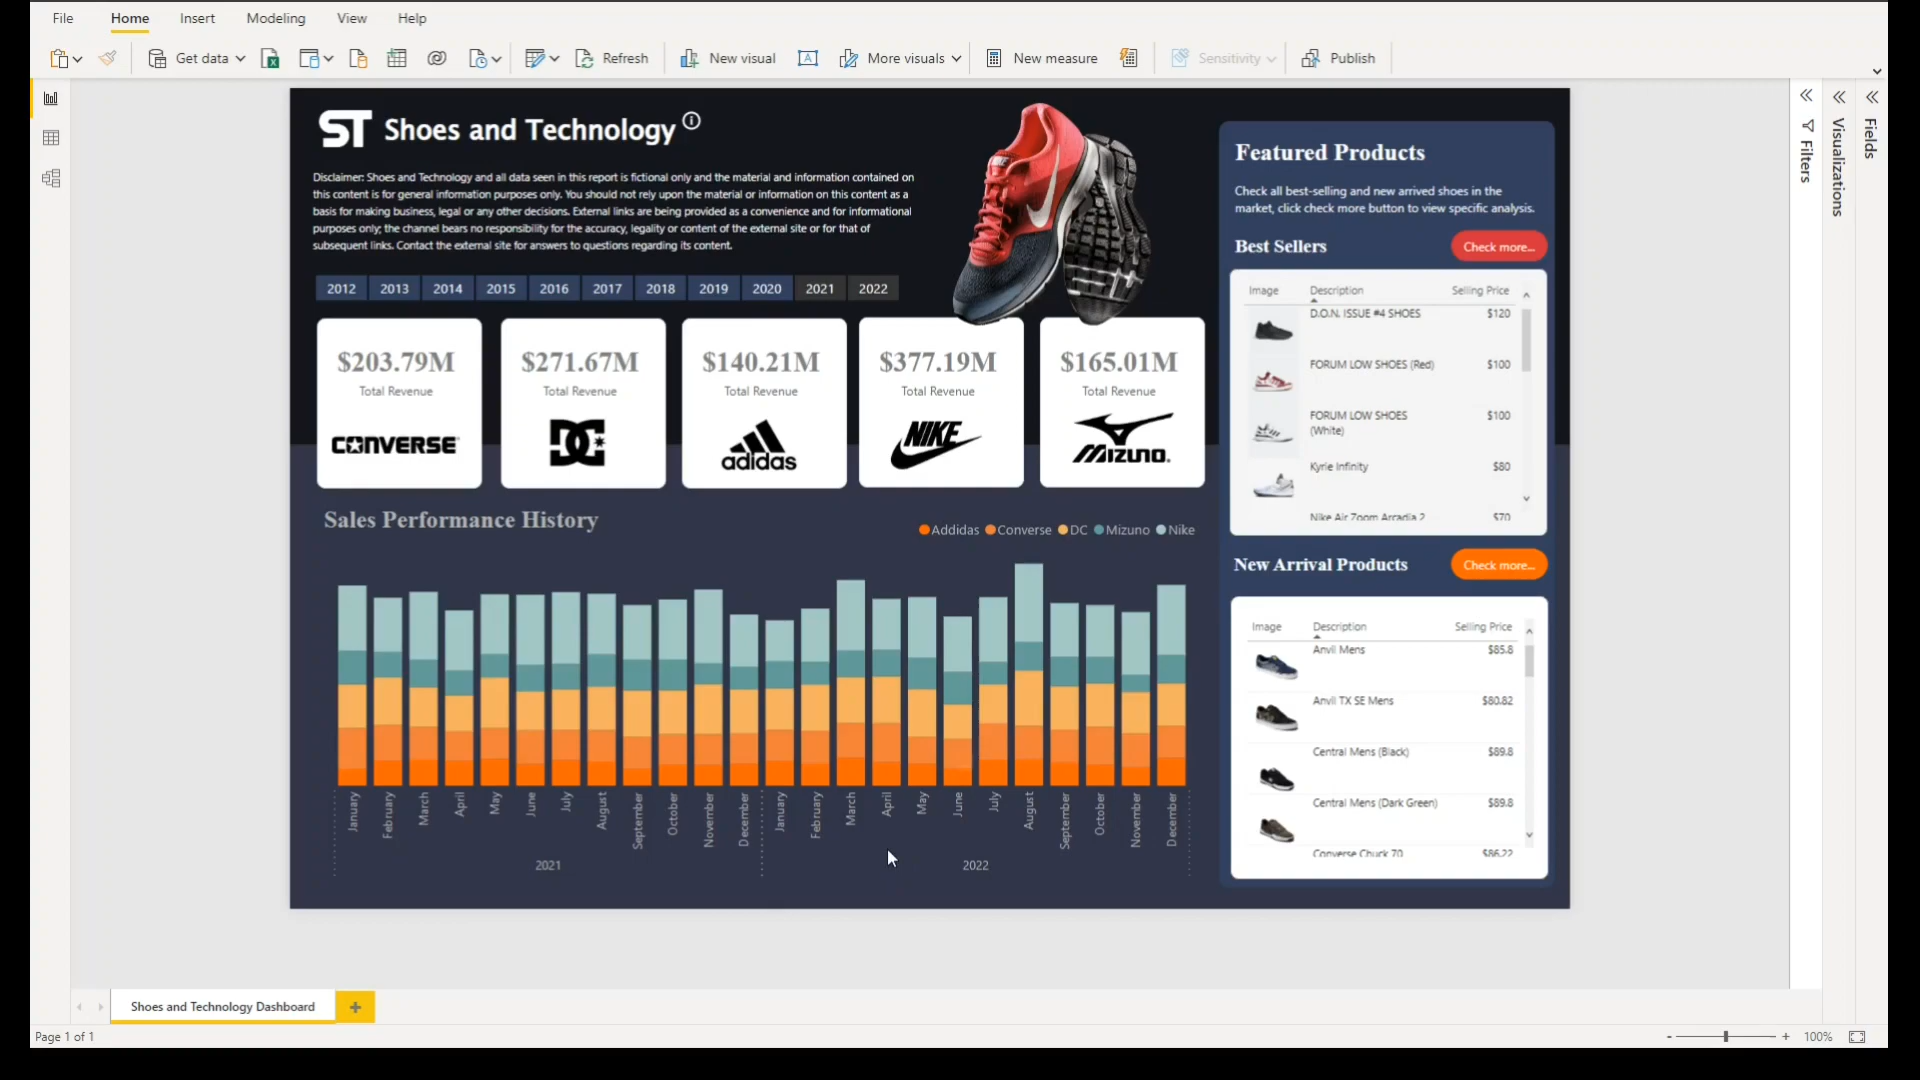 File Home Insert Modeling View Help
Get data Refresh New visual More visuals New measure Sensitivity Publish
ST Shoes and Technology
Disclaimer: Shoes and Technology and all data seen in this report is fictional only and the material and information contained on
this content is for general information purposes only. You should not rely upon the material or information on this content as a
basis for making business, legal or any other decisions. External links are being provided as a convenience and for informational
purposes only; the channel bears no responsibility for the accuracy, legality or content of the external site or for that of
subsequent links. Contact the external site for answers to questions regarding its content.
2012 2013 2014 2015 2016 2017 2018 2019 2020 2021 2022
$203.79M $271.67M $140.21M $377.19M $165.01M
Total Revenue Total Revenue Total Revenue Total Revenue Total Revenue
CONVERSE DC adidas NIKE MIZUNO.
Sales Performance History
Addidas Converse DC Mizuno Nike
January February March April May June July August September October November December January February March April May June July August September October November December
2021 2022
Featured Products
Check all best-selling and new arrived shoes in the
market, click check more button to view specific analysis.
Best Sellers Check more...
Image Description Selling Price
D.O.N. ISSUE #4 SHOES $120
FORUM LOW SHOES (Red) $100
FORUM LOW SHOES $100
(White)
Kyrie Infinity $80
Nike Air Zoom Arcadia 2 $70
New Arrival Products Check more...
Image Description Selling Price
Anvil Mens $85.8
Anvil TX SE Mens $80.82
Central Mens (Black) $89.8
Central Mens (Dark Green) $89.8
Converse Chuck 70 $86.22
Filters
Visualizations
Fields
Shoes and Technology Dashboard +
Page 1 of 1
- + 100%